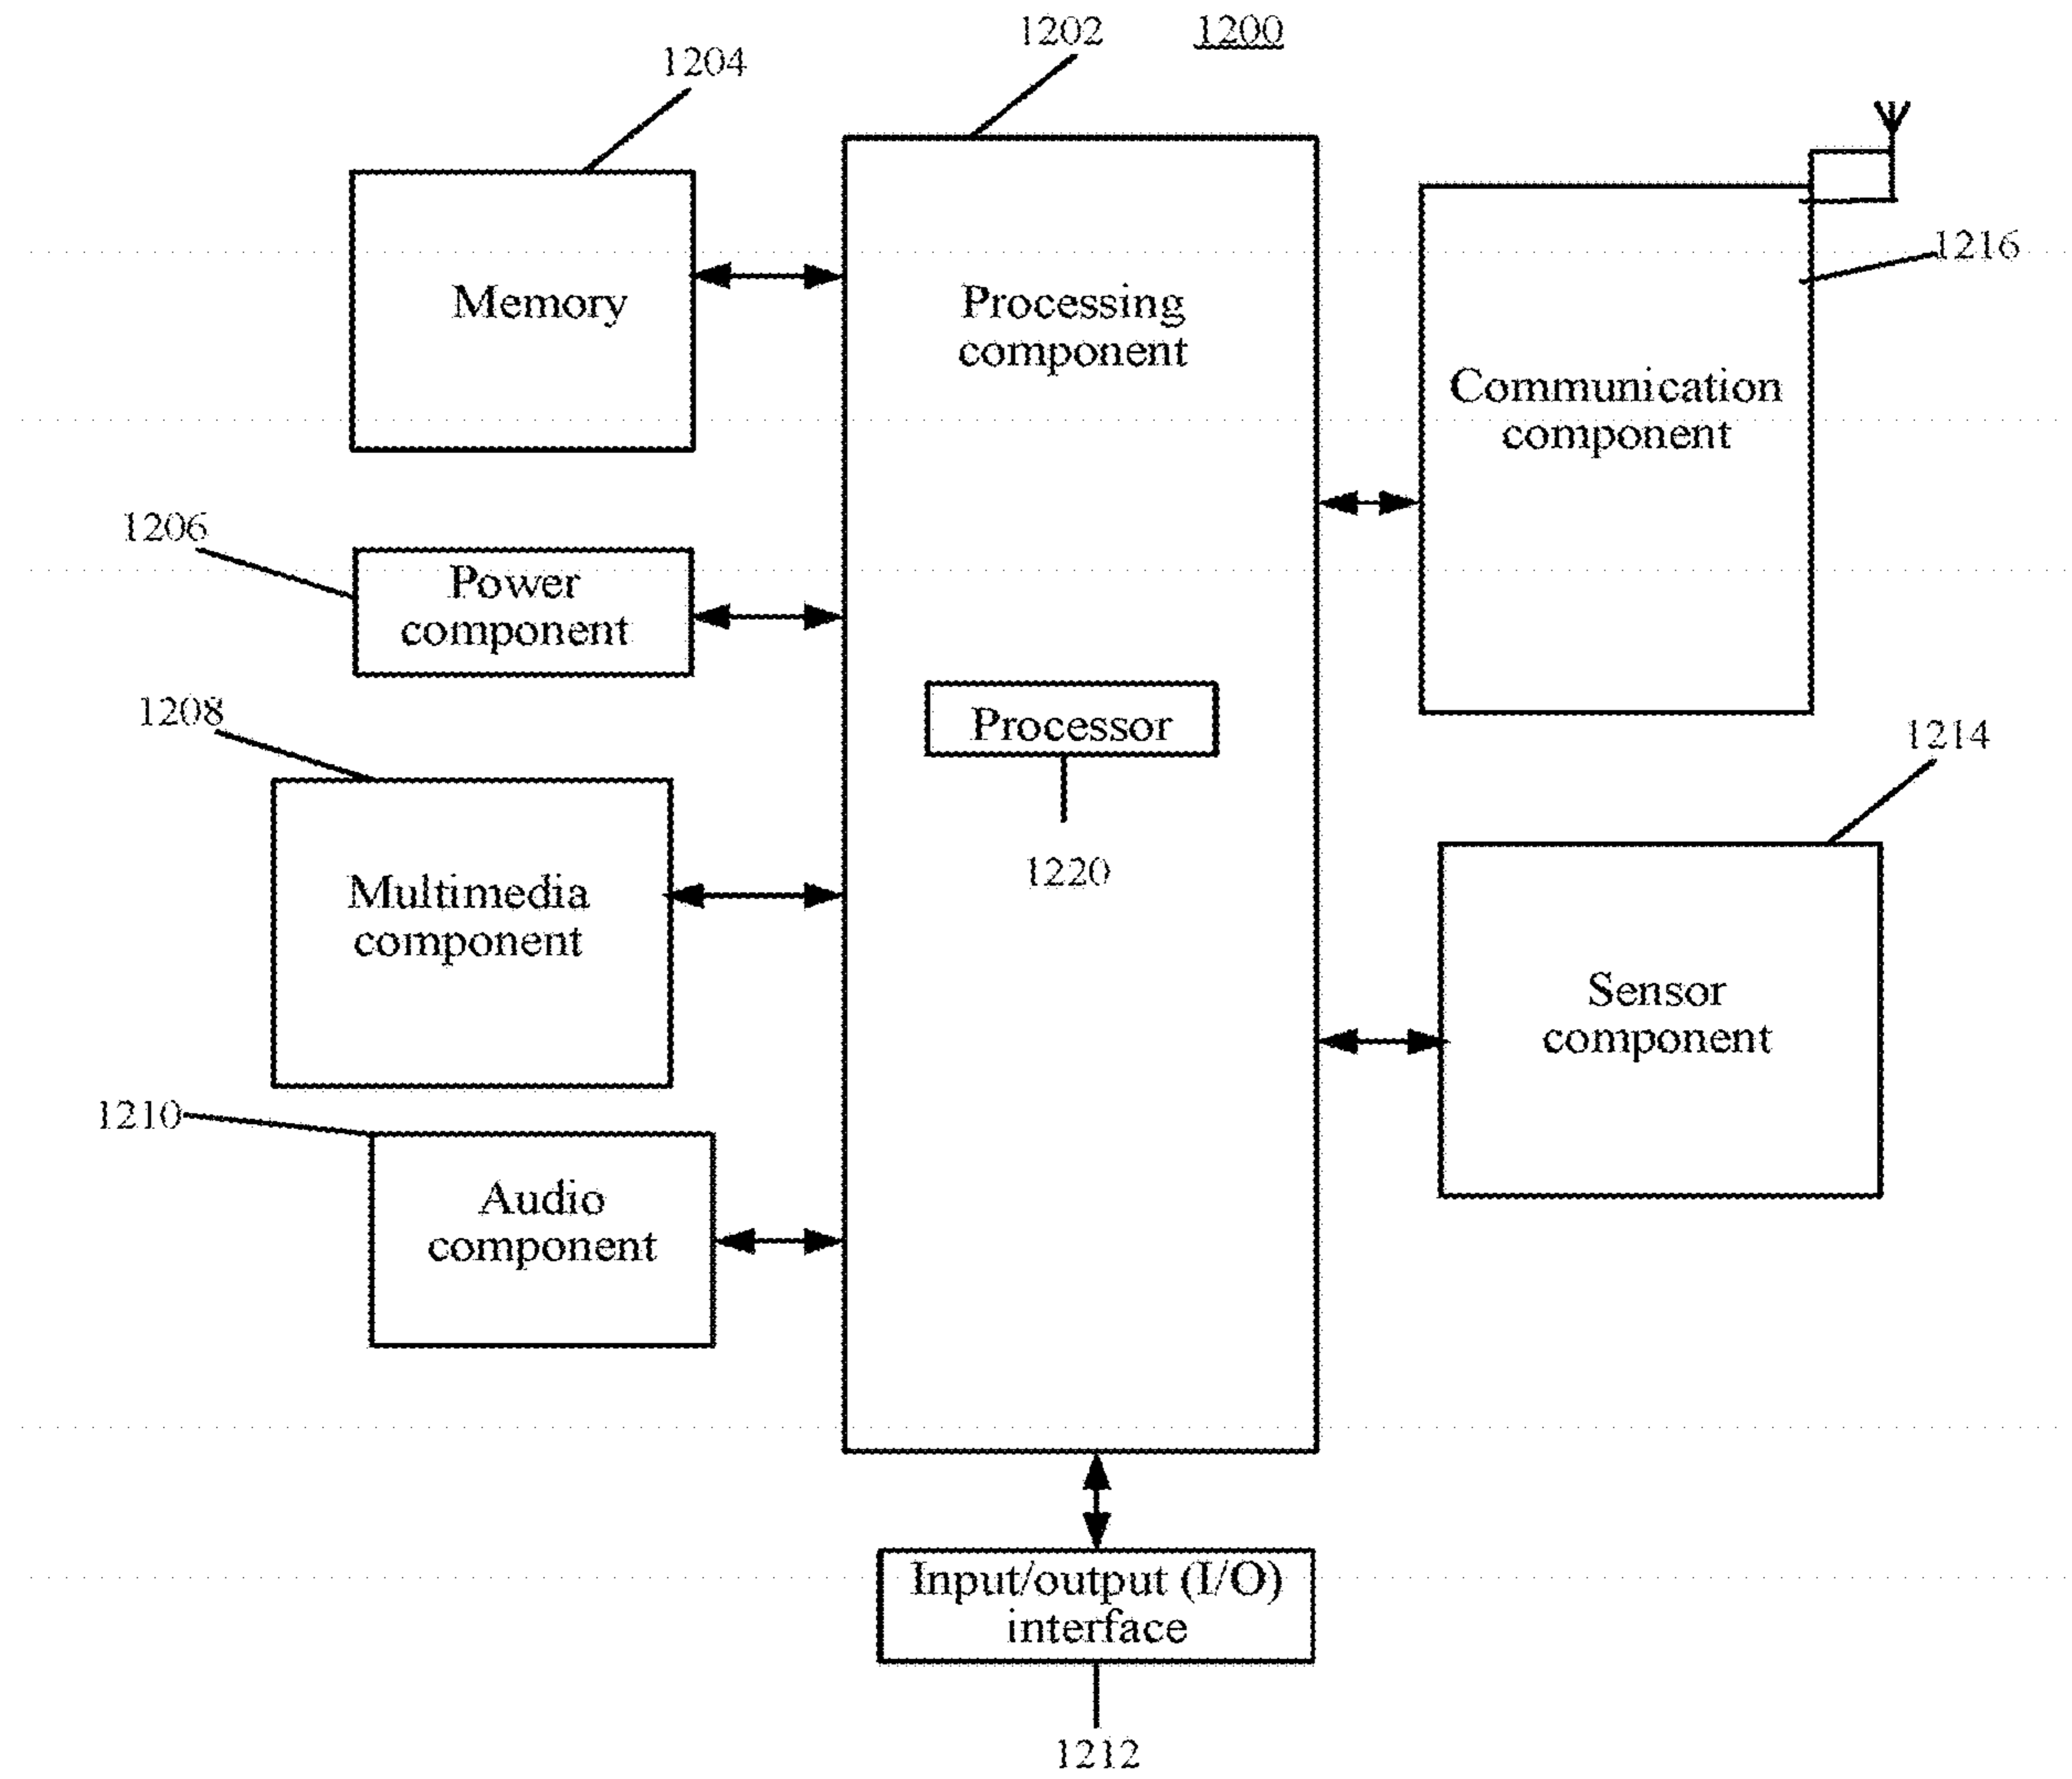 1202
1200
1204
1216
Memory
Processing
component
Communication
component
1206
Power
component
1208
Processor
1214
1220
Multimedia
component
Sensor
component
1210
Audio
component
Input/output (I/O)
interface
1212